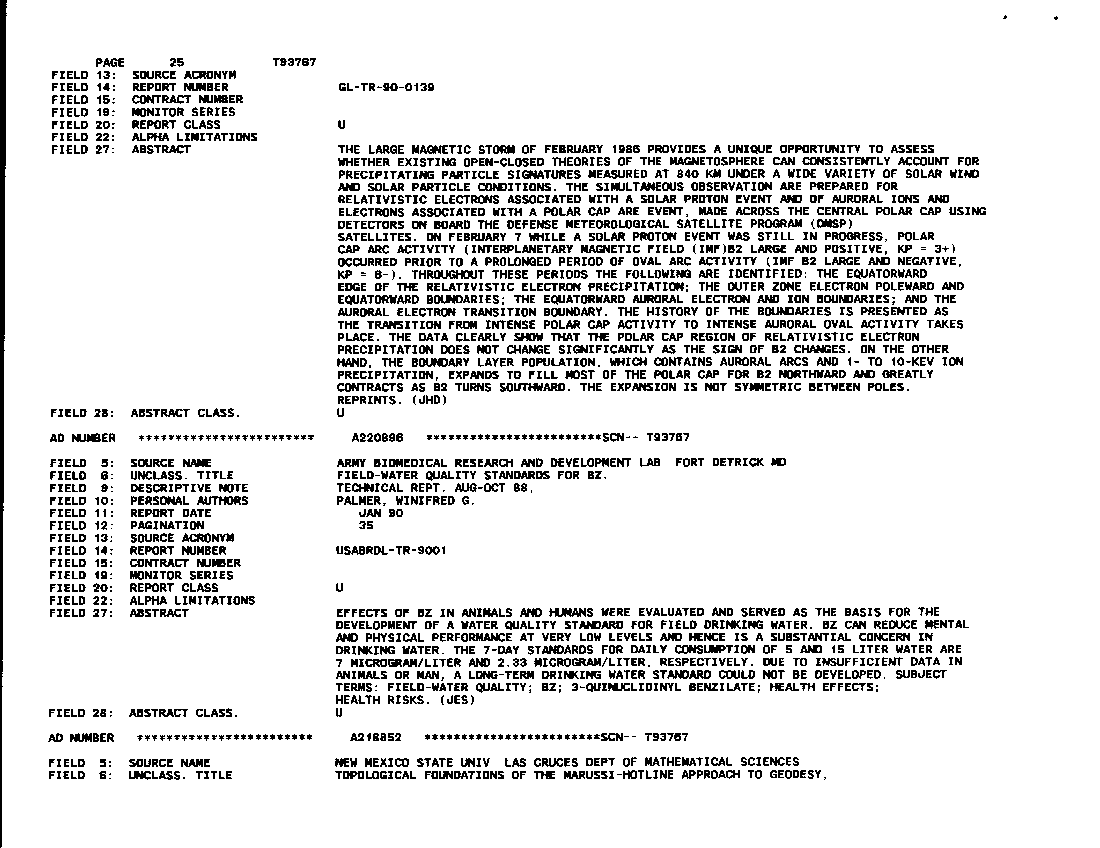 PAGE 25 T93767
FIELD 13: SOURCE ACRONYM
FIELD 14: REPORT NUMBER GL-TR-90-0139
FIELD 15: CONTRACT NUMBER
FIELD 19: MONITOR SERIES
FIELD 20: REPORT CLASS U
FIELD 22: ALPHA LIMITATIONS
FIELD 27: ABSTRACT THE LARGE MAGNETIC STORM OF FEBRUARY 1986 PROVIDES A UNIQUE OPPORTUNITY TO ASSESS
WHETHER EXISTING OPEN-CLOSED THEORIES OF THE MAGNETOSPHERE CAN CONSISTENTLY ACCOUNT FOR
PRECIPITATING PARTICLE SIGNATURES MEASURED AT 840 KM UNDER A WIDE VARIETY OF SOLAR WIND
AND SOLAR PARTICLE CONDITIONS. THE SIMULTANEOUS OBSERVATION ARE PREPARED FOR
RELATIVISTIC ELECTRONS ASSOCIATED WITH A SOLAR PROTON EVENT AND OF AURORAL IONS AND
ELECTRONS ASSOCIATED WITH A POLAR CAP ARE EVENT, MADE ACROSS THE CENTRAL POLAR CAP USING
DETECTORS ON BOARD THE DEFENSE METEOROLOGICAL SATELLITE PROGRAM (DMSP)
SATELLITES. ON FEBRUARY 7 WHILE A SOLAR PROTON EVENT WAS STILL IN PROGRESS, POLAR
CAP ARC ACTIVITY (INTERPLANETARY MAGNETIC FIELD (IMF)B2 LARGE AND POSITIVE, KP = 3+)
OCCURRED PRIOR TO A PROLONGED PERIOD OF OVAL ARC ACTIVITY (IMF B2 LARGE AND NEGATIVE,
KP = 8-). THROUGHOUT THESE PERIODS THE FOLLOWING ARE IDENTIFIED: THE EQUATORWARD
EDGE OF THE RELATIVISTIC ELECTRON PRECIPITATION; THE OUTER ZONE ELECTRON POLEWARD AND
EQUATORWARD BOUNDARIES; THE EQUATORWARD AURORAL ELECTRON AND ION BOUNDARIES; AND THE
AURORAL ELECTRON TRANSITION BOUNDARY. THE HISTORY OF THE BOUNDARIES IS PRESENTED AS
THE TRANSITION FROM INTENSE POLAR CAP ACTIVITY TO INTENSE AURORAL OVAL ACTIVITY TAKES
PLACE. THE DATA CLEARLY SHOW THAT THE POLAR CAP REGION OF RELATIVISTIC ELECTRON
PRECIPITATION DOES NOT CHANGE SIGNIFICANTLY AS THE SIGN OF B2 CHANGES. ON THE OTHER
HAND, THE BOUNDARY LAYER POPULATION, WHICH CONTAINS AURORAL ARCS AND 1- TO 10-KEV ION
PRECIPITATION, EXPANDS TO FILL MOST OF THE POLAR CAP FOR B2 NORTHWARD AND GREATLY
CONTRACTS AS B2 TURNS SOUTHWARD. THE EXPANSION IS NOT SYMMETRIC BETWEEN POLES.
REPRINTS. (JHD)
FIELD 28: ABSTRACT CLASS. U
AD NUMBER ************************ A220896 ************************SCN-- T93767
FIELD 5: SOURCE NAME ARMY BIOMEDICAL RESEARCH AND DEVELOPMENT LAB FORT DETRICK MD
FIELD 6: UNCLASS. TITLE FIELD-WATER QUALITY STANDARDS FOR BZ.
FIELD 9: DESCRIPTIVE NOTE TECHNICAL REPT. AUG-OCT 88,
FIELD 10: PERSONAL AUTHORS PALMER, WINIFRED G.
FIELD 11: REPORT DATE JAN 90
FIELD 12: PAGINATION 35
FIELD 13: SOURCE ACRONYM
FIELD 14: REPORT NUMBER USABRDL-TR-9001
FIELD 15: CONTRACT NUMBER
FIELD 19: MONITOR SERIES
FIELD 20: REPORT CLASS U
FIELD 22: ALPHA LIMITATIONS
FIELD 27: ABSTRACT EFFECTS OF BZ IN ANIMALS AND HUMANS WERE EVALUATED AND SERVED AS THE BASIS FOR THE
DEVELOPMENT OF A WATER QUALITY STANDARD FOR FIELD DRINKING WATER. BZ CAN REDUCE MENTAL
AND PHYSICAL PERFORMANCE AT VERY LOW LEVELS AND HENCE IS A SUBSTANTIAL CONCERN IN
DRINKING WATER. THE 7-DAY STANDARDS FOR DAILY CONSUMPTION OF 5 AND 15 LITER WATER ARE
7 MICROGRAM/LITER AND 2.33 MICROGRAM/LITER, RESPECTIVELY. DUE TO INSUFFICIENT DATA IN
ANIMALS OR MAN, A LONG-TERM DRINKING WATER STANDARD COULD NOT BE DEVELOPED. SUBJECT
TERMS: FIELD-WATER QUALITY; BZ; 3-QUINUCLIDINYL BENZILATE; HEALTH EFFECTS;
HEALTH RISKS. (JES)
FIELD 28: ABSTRACT CLASS. U
AD NUMBER ************************ A218852 ************************SCN-- T93767
FIELD 5: SOURCE NAME NEW MEXICO STATE UNIV LAS CRUCES DEPT OF MATHEMATICAL SCIENCES
FIELD 6: UNCLASS. TITLE TOPOLOGICAL FOUNDATIONS OF THE MARUSSI-HOTLINE APPROACH TO GEODESY,